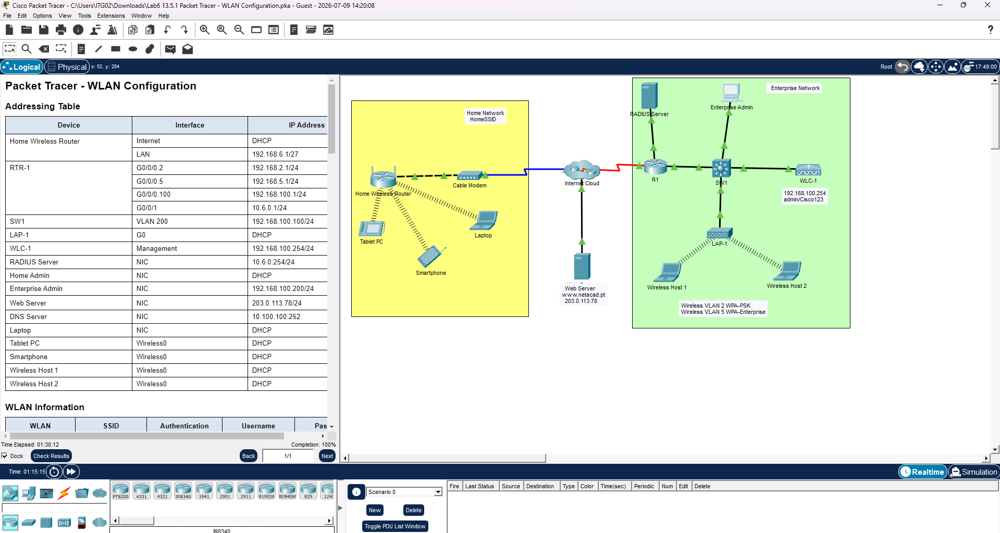 Cisco Packet Tracer - C:\Users\ITG02\Downloads\Lab6 13.5.1 Packet Tracer - WLAN Configuration.pka - Guest - 2026-07-09 14:20:08
File Edit Options View Tools Extensions Window Help
?
Logical Physical x: 52, y: 284 Root 17:49:00
Packet Tracer - WLAN Configuration
Addressing Table
Device Interface IP Address
Home Wireless Router Internet DHCP
LAN 192.168.6.1/27
RTR-1 G0/0/0.2 192.168.2.1/24
G0/0/0.5 192.168.5.1/24
G0/0/0.100 192.168.100.1/24
G0/0/1 10.6.0.1/24
SW1 VLAN 200 192.168.100.100/24
LAP-1 G0 DHCP
WLC-1 Management 192.168.100.254/24
RADIUS Server NIC 10.6.0.254/24
Home Admin NIC DHCP
Enterprise Admin NIC 192.168.100.200/24
Web Server NIC 203.0.113.78/24
DNS Server NIC 10.100.100.252
Laptop NIC DHCP
Tablet PC Wireless0 DHCP
Smartphone Wireless0 DHCP
Wireless Host 1 Wireless0 DHCP
Wireless Host 2 Wireless0 DHCP
WLAN Information
WLAN SSID Authentication Username Pas
Time Elapsed: 01:30:12 Completion: 100%
Dock Check Results Back 1/1 Next
Home Network
HomeSSID
Home Wireless Router
Cable Modem
Tablet PC
Laptop
Smartphone
Internet Cloud
Web Server
www.netacad.pt
203.0.113.78
Enterprise Network
RADIUS Server
Enterprise Admin
R1
SW1
WLC-1
192.168.100.254
admin/Cisco123
LAP-1
Wireless Host 1
Wireless Host 2
Wireless VLAN 2 WPA-PSK
Wireless VLAN 5 WPA-Enterprise
Time: 01:15:15 Realtime Simulation
PT8200 4331 4321 IR8340 1941 2901 2911 819IOX 819HGW 829 1240
IR8340
Scenario 0
New Delete
Toggle PDU List Window
Fire Last Status Source Destination Type Color Time(sec) Periodic Num Edit Delete